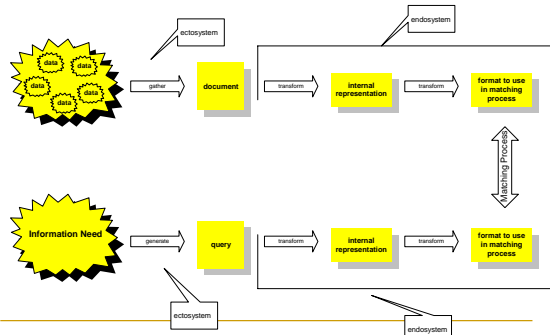 ectosystem
endosystem
data
data
data
data
data
gather
document
transform
internal
representation
transform
format to use
in matching
process
Matching Process
Information Need
generate
query
transform
internal
representation
transform
format to use
in matching
process
ectosystem
endosystem